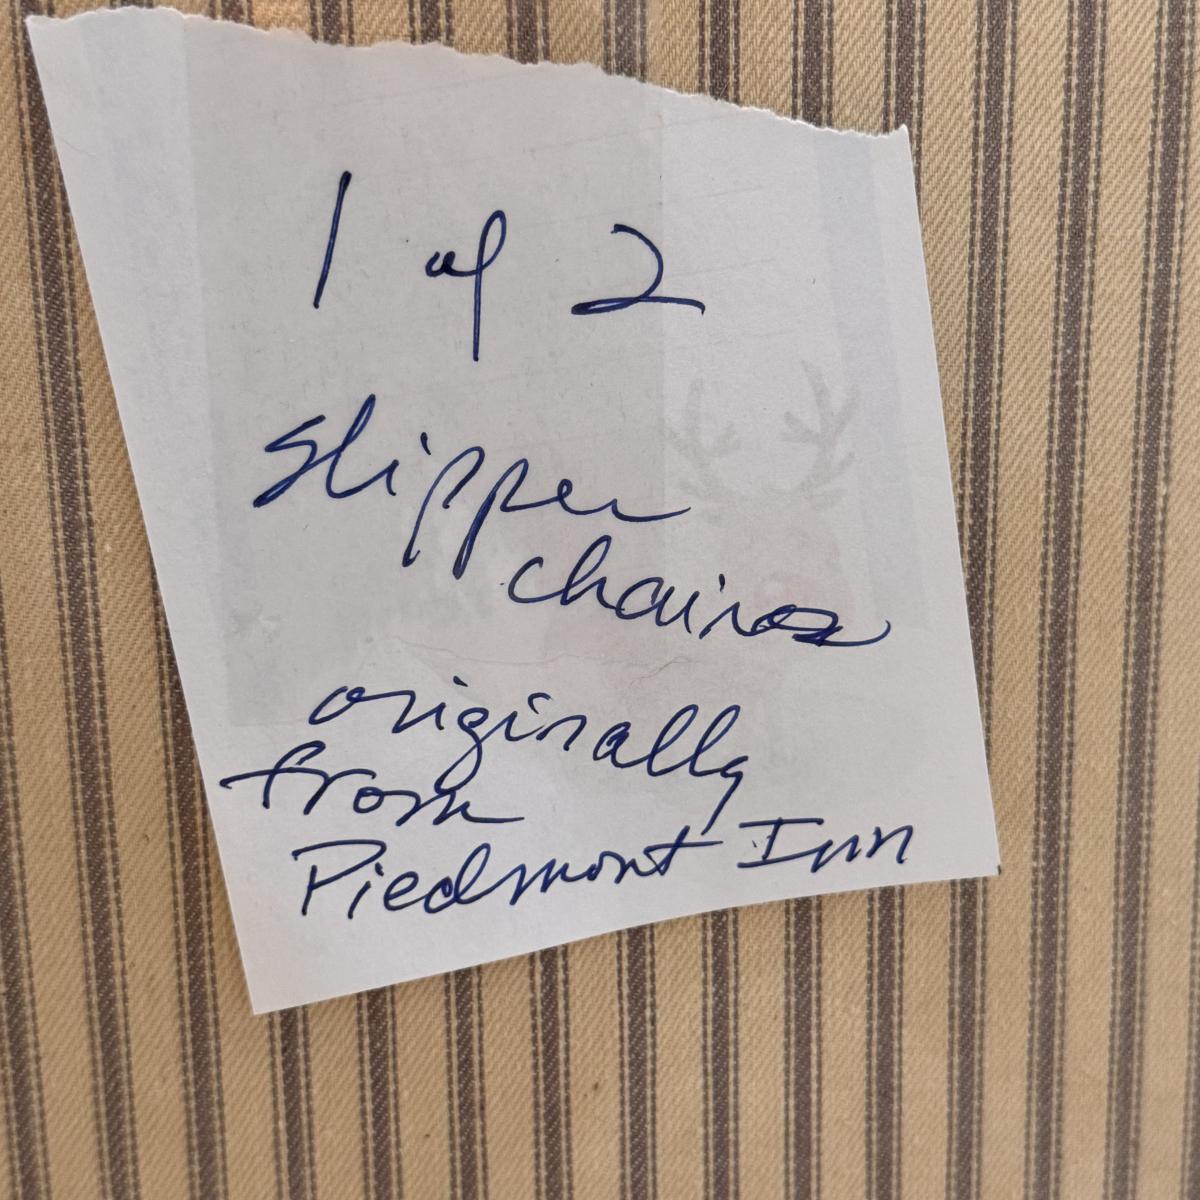 1 of 2
slipper
chairs
originally
from
Piedmont Inn